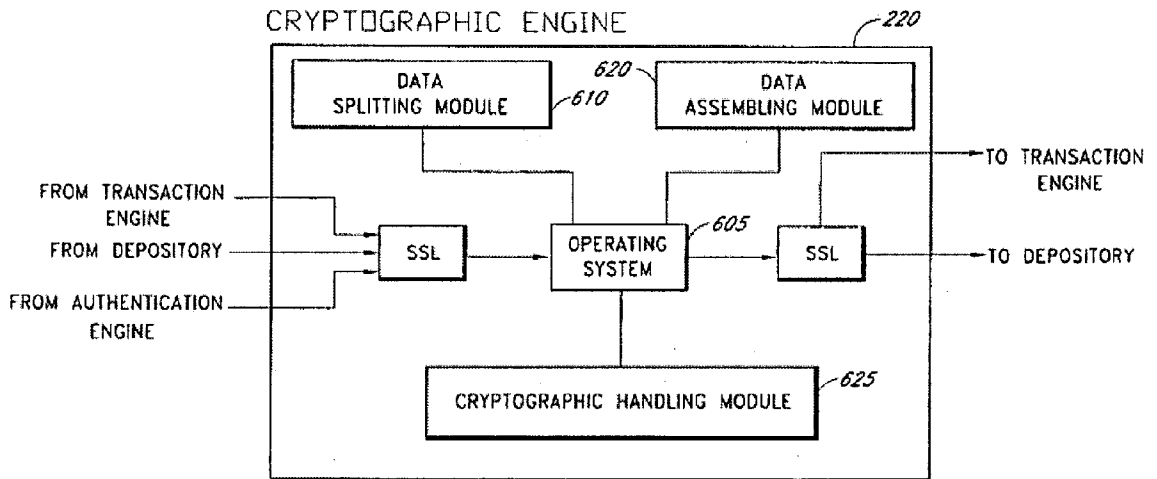 CRYPTOGRAPHIC ENGINE
220
DATA
SPLITTING MODULE
610
620
DATA
ASSEMBLING MODULE
FROM TRANSACTION
ENGINE
FROM DEPOSITORY
FROM AUTHENTICATION
ENGINE
SSL
OPERATING
SYSTEM
605
SSL
TO TRANSACTION
ENGINE
TO DEPOSITORY
CRYPTOGRAPHIC HANDLING MODULE
625